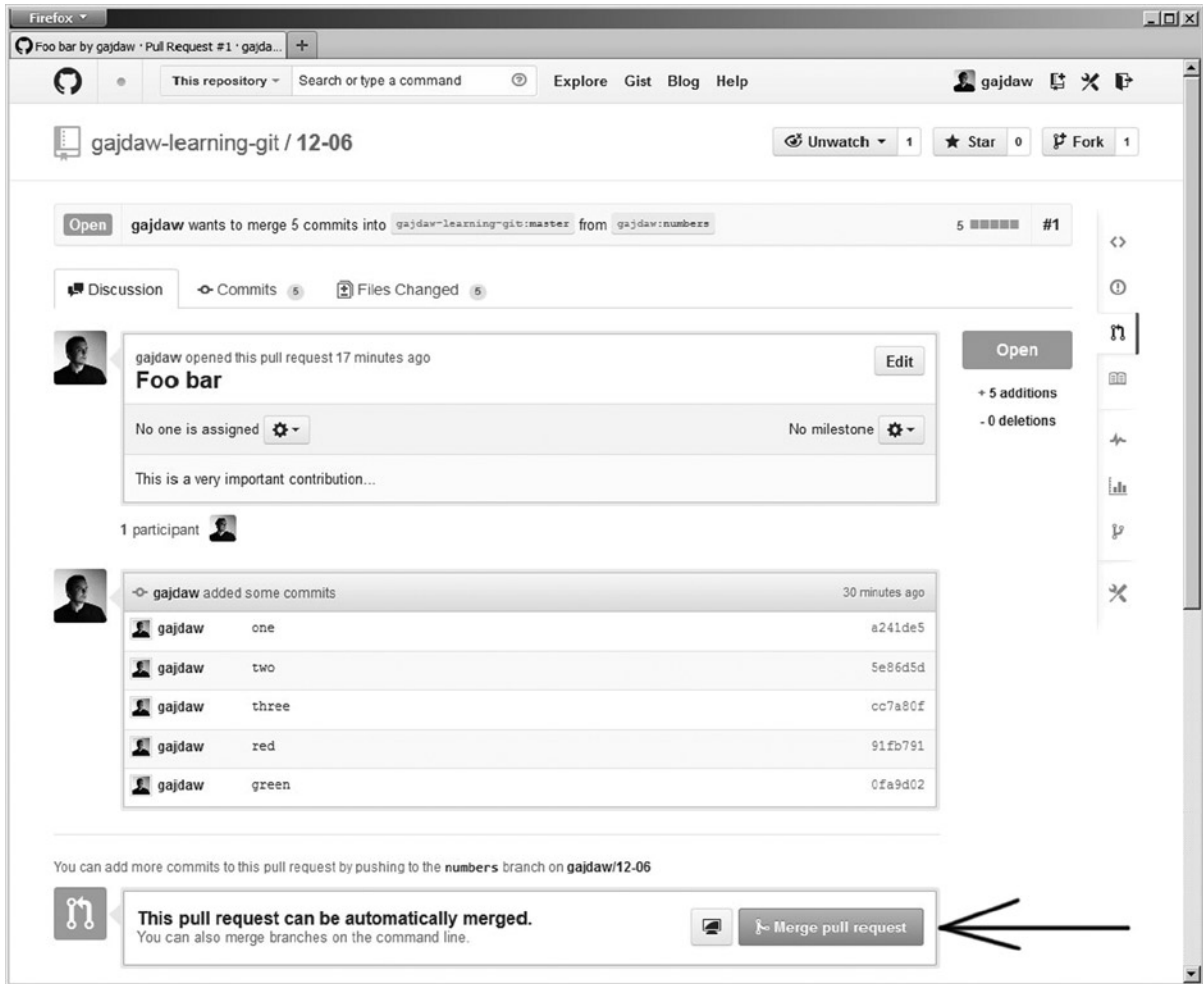 Firefox
Foo bar by gajdaw · Pull Request #1 · gajda... +
This repository Search or type a command Explore Gist Blog Help gajdaw
gajdaw-learning-git / 12-06 Unwatch 1 Star 0 Fork 1
Open gajdaw wants to merge 5 commits into gajdaw-learning-git:master from gajdaw:numbers 5 #1
Discussion Commits 5 Files Changed 5
gajdaw opened this pull request 17 minutes ago
Foo bar
Edit
Open
+ 5 additions
- 0 deletions
No one is assigned No milestone
This is a very important contribution...
1 participant
gajdaw added some commits 30 minutes ago
gajdaw one a241de5
gajdaw two 5e86d5d
gajdaw three cc7a80f
gajdaw red 91fb791
gajdaw green 0fa9d02
You can add more commits to this pull request by pushing to the numbers branch on gajdaw/12-06
This pull request can be automatically merged.
You can also merge branches on the command line.
Merge pull request